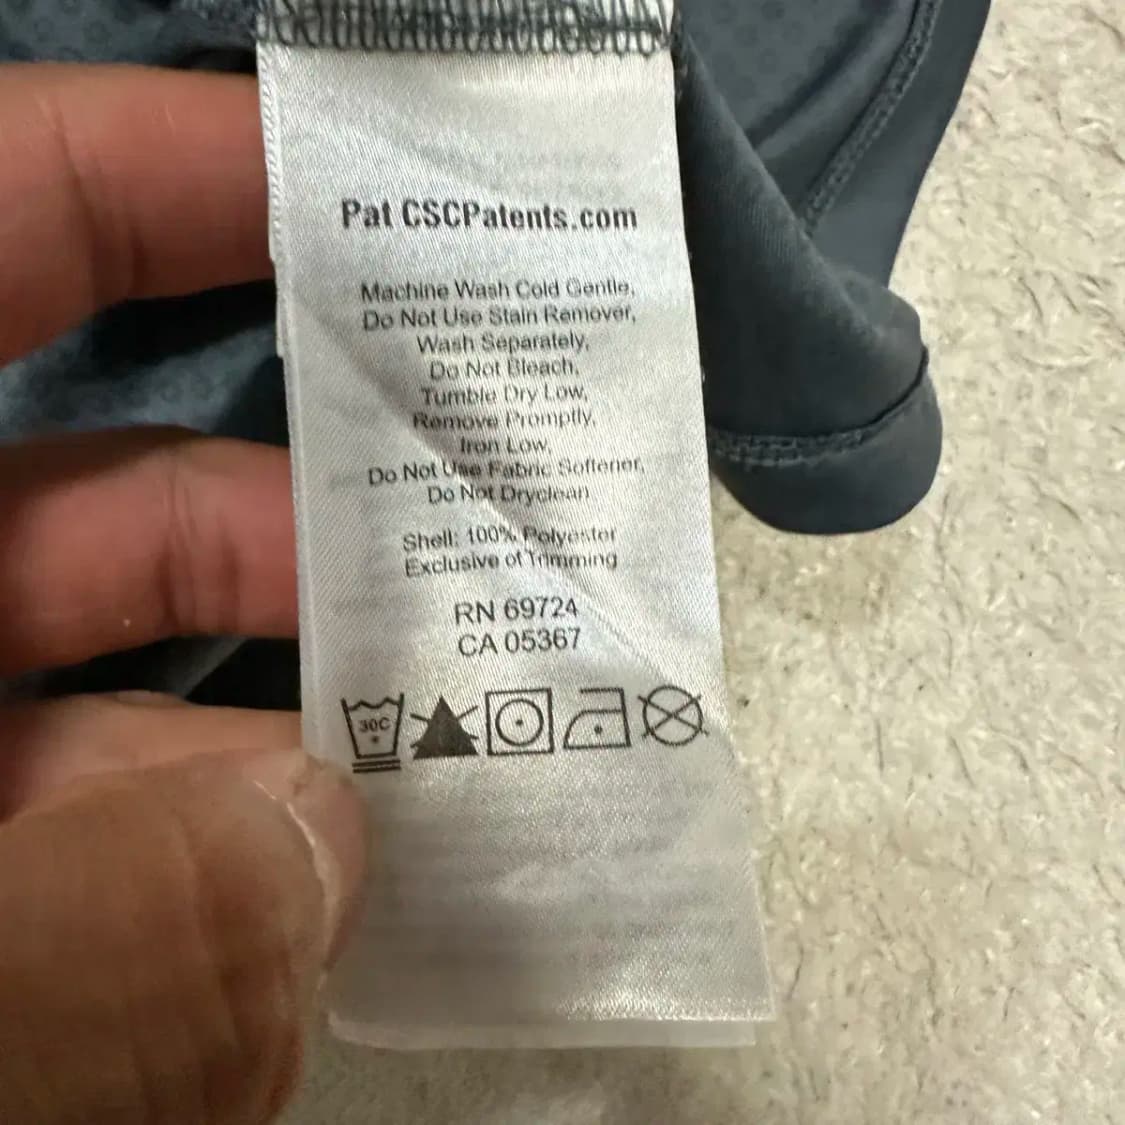 Pat CSCPatents.com
Machine Wash Cold Gentle,
Do Not Use Stain Remover,
Wash Separately,
Do Not Bleach,
Tumble Dry Low,
Remove Promptly,
Iron Low,
Do Not Use Fabric Softener,
Do Not Dryclean
Shell: 100% Polyester
Exclusive of Trimming
RN 69724
CA 05367
30C